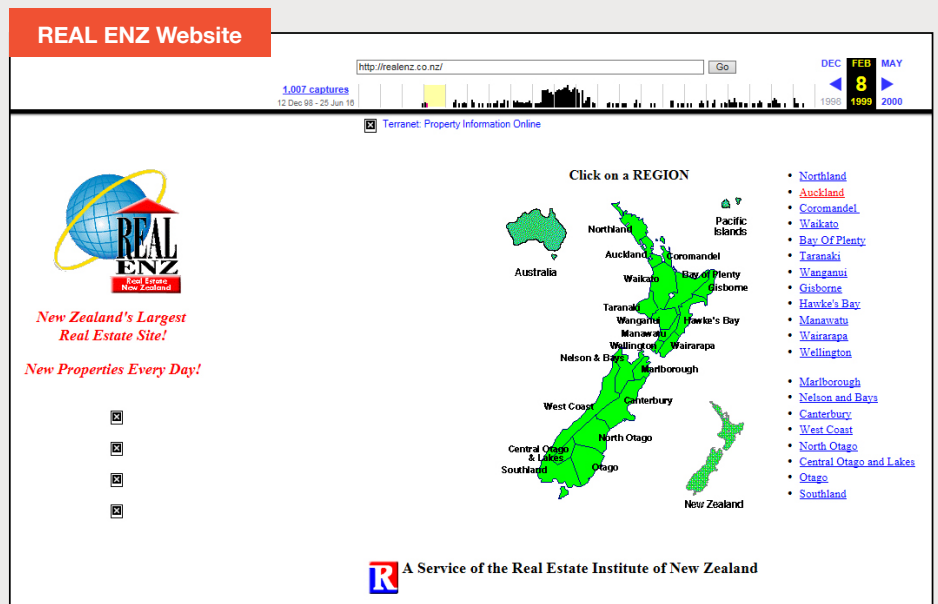 REAL ENZ Website
http://realenz.co.nz/
Go
DEC FEB MAY
1,007 captures
8
12 Dec 98 - 25 Jun 16
1998 1999 2000
Terranet: Property Information Online
REAL
ENZ
Real Estate
New Zealand
New Zealand's Largest
Real Estate Site!
New Properties Every Day!
Click on a REGION
Australia
Pacific
Islands
Northland
Auckland
Coromandel
Waikato
Bay of Plenty
Gisborne
Taranaki
Wanganui
Hawke's Bay
Manawatu
Wellington
Wairarapa
Nelson & Bays
Marlborough
West Coast
Canterbury
North Otago
Central Otago
& Lakes
Southland
Otago
New Zealand
• Northland
• Auckland
• Coromandel
• Waikato
• Bay Of Plenty
• Taranaki
• Wanganui
• Gisborne
• Hawke's Bay
• Manawatu
• Wairarapa
• Wellington
• Marlborough
• Nelson and Bays
• Canterbury
• West Coast
• North Otago
• Central Otago and Lakes
• Otago
• Southland
R
A Service of the Real Estate Institute of New Zealand